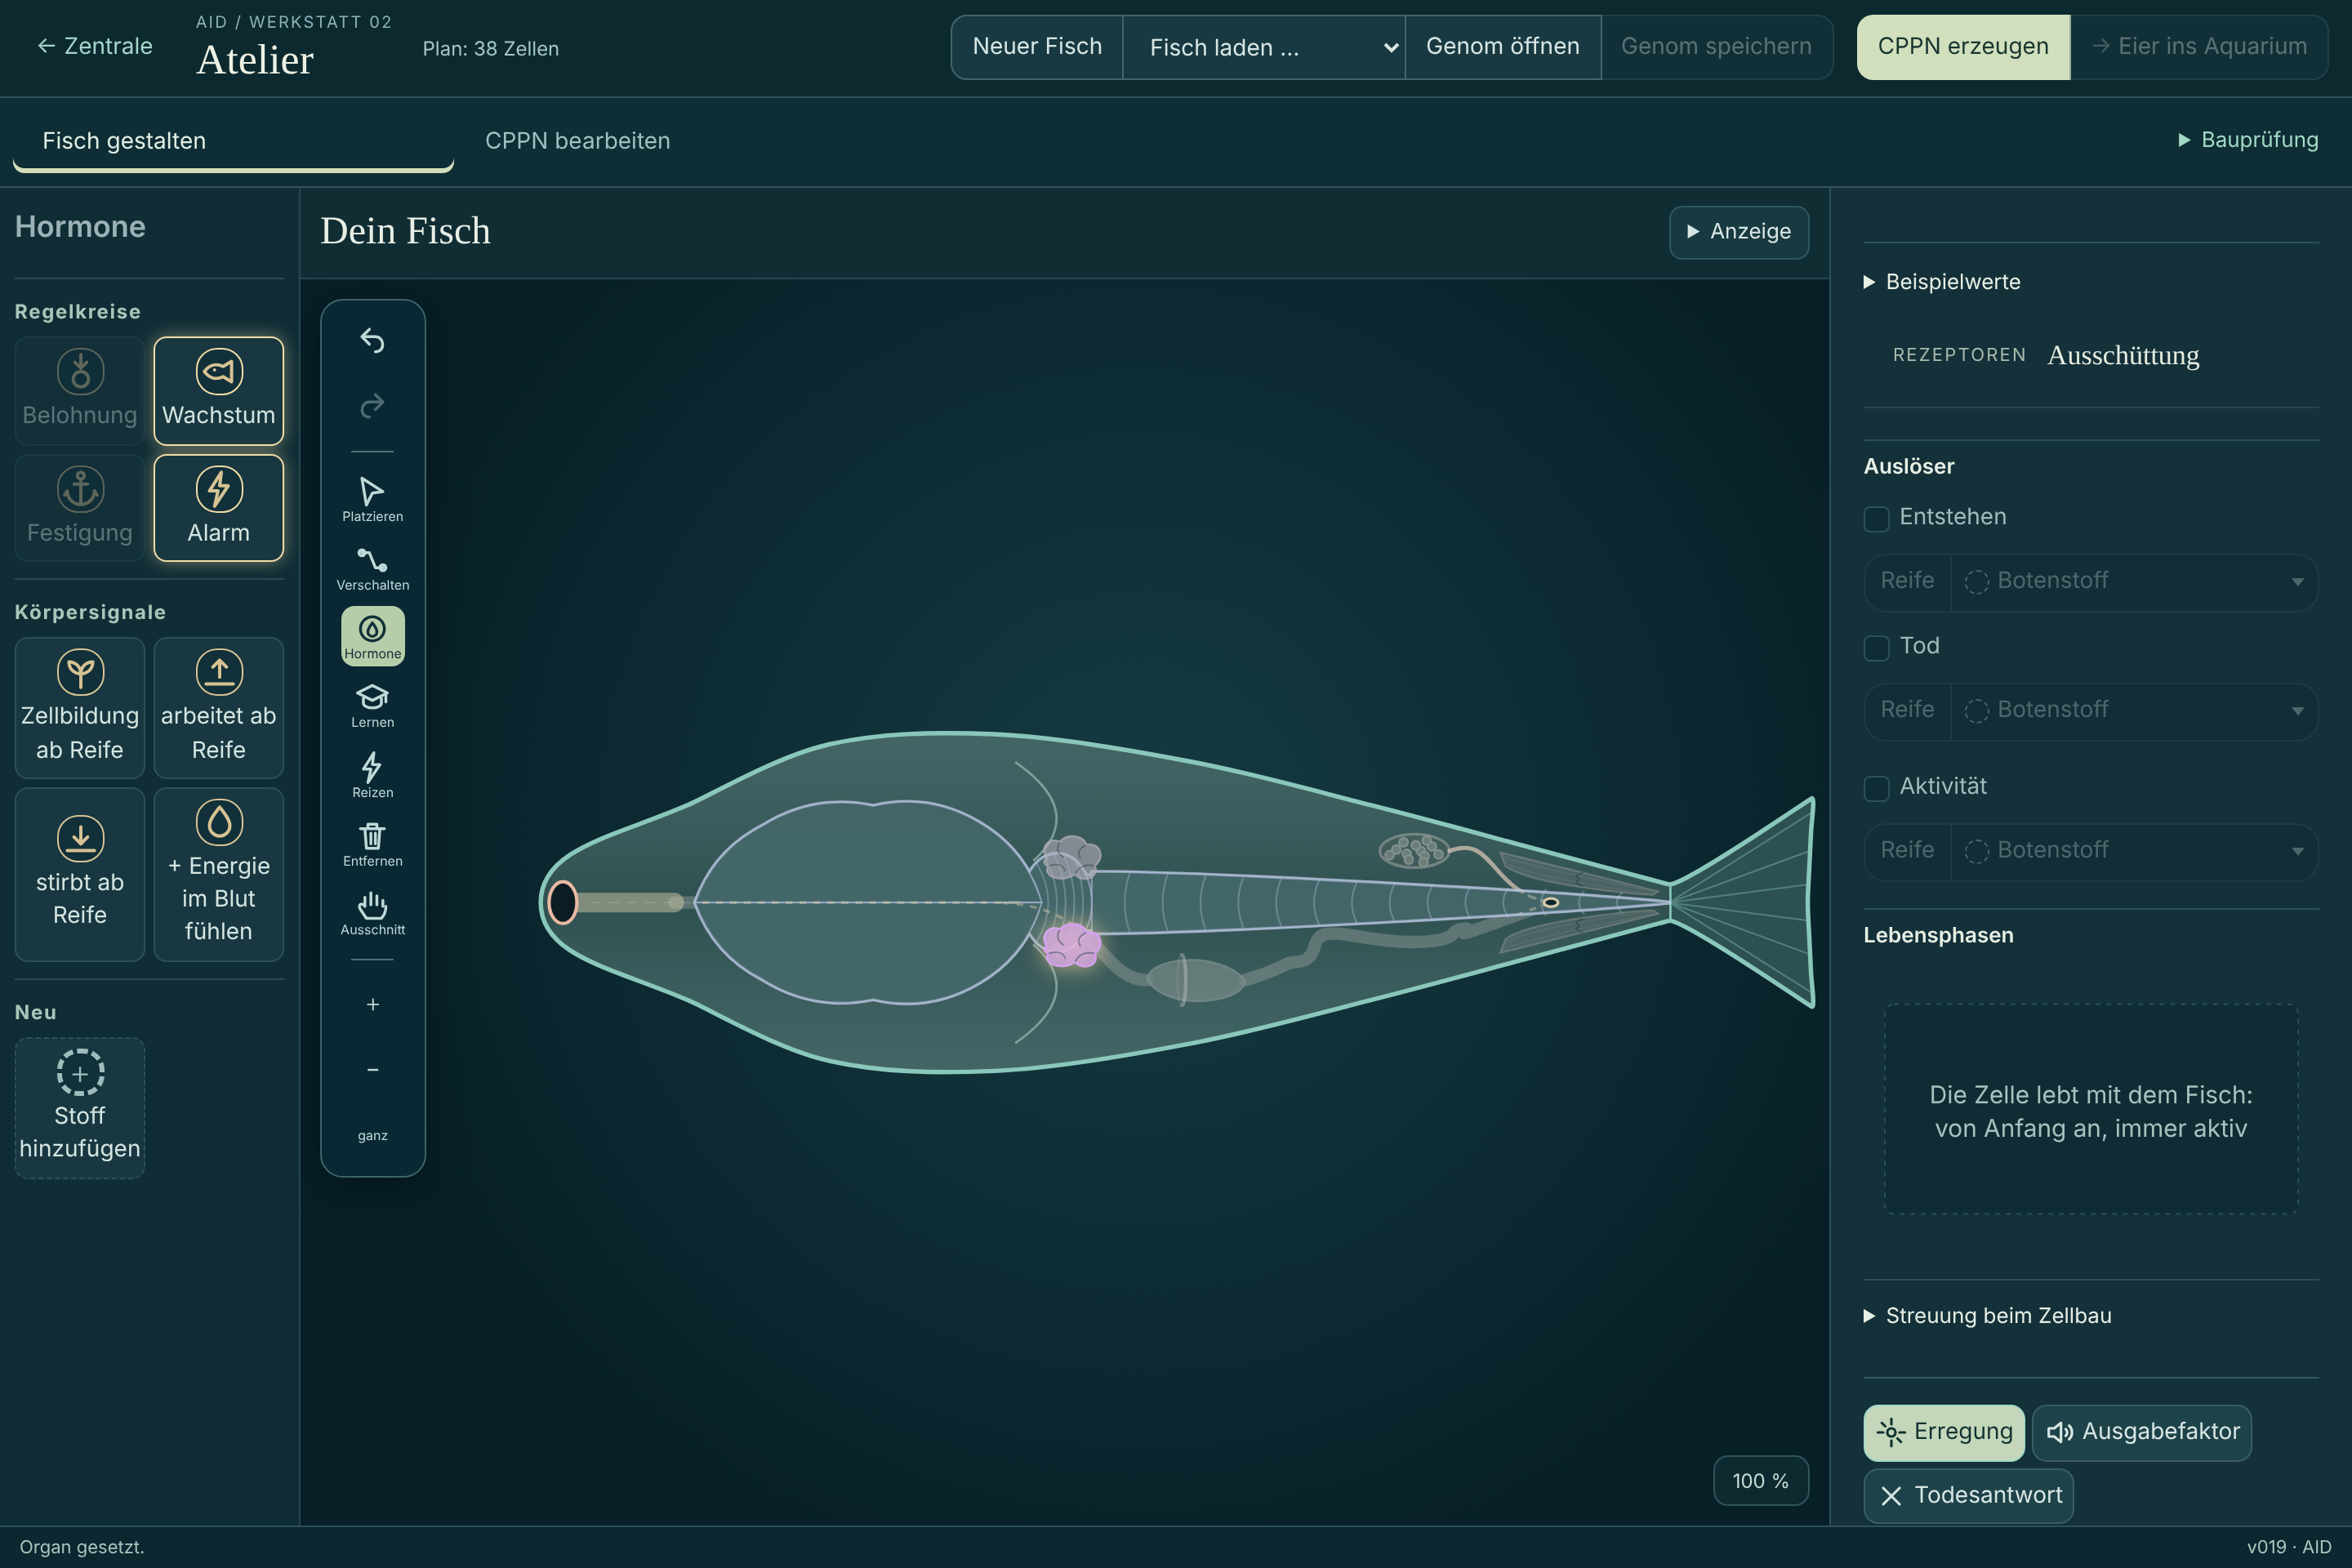 ← Zentrale
AID / WERKSTATT 02
Atelier
Plan: 38 Zellen
Neuer Fisch
Fisch laden ...
Genom öffnen
Genom speichern
CPPN erzeugen
→ Eier ins Aquarium
Fisch gestalten
CPPN bearbeiten
Bauprüfung
Hormone
Regelkreise
Belohnung
Wachstum
Festigung
Alarm
Körpersignale
Zellbildung
ab Reife
arbeitet ab
Reife
stirbt ab
Reife
+ Energie
im Blut
fühlen
Neu
+
Stoff
hinzufügen
Dein Fisch
Anzeige
Platzieren
Verschalten
Hormone
Lernen
Reizen
Entfernen
Ausschnitt
+
−
ganz
100 %
Beispielwerte
REZEPTOREN Ausschüttung
Auslöser
Entstehen
Reife Botenstoff
Tod
Reife Botenstoff
Aktivität
Reife Botenstoff
Lebensphasen
Die Zelle lebt mit dem Fisch:
von Anfang an, immer aktiv
Streuung beim Zellbau
Erregung
Ausgabefaktor
Todesantwort
Organ gesetzt.
v019 · AID